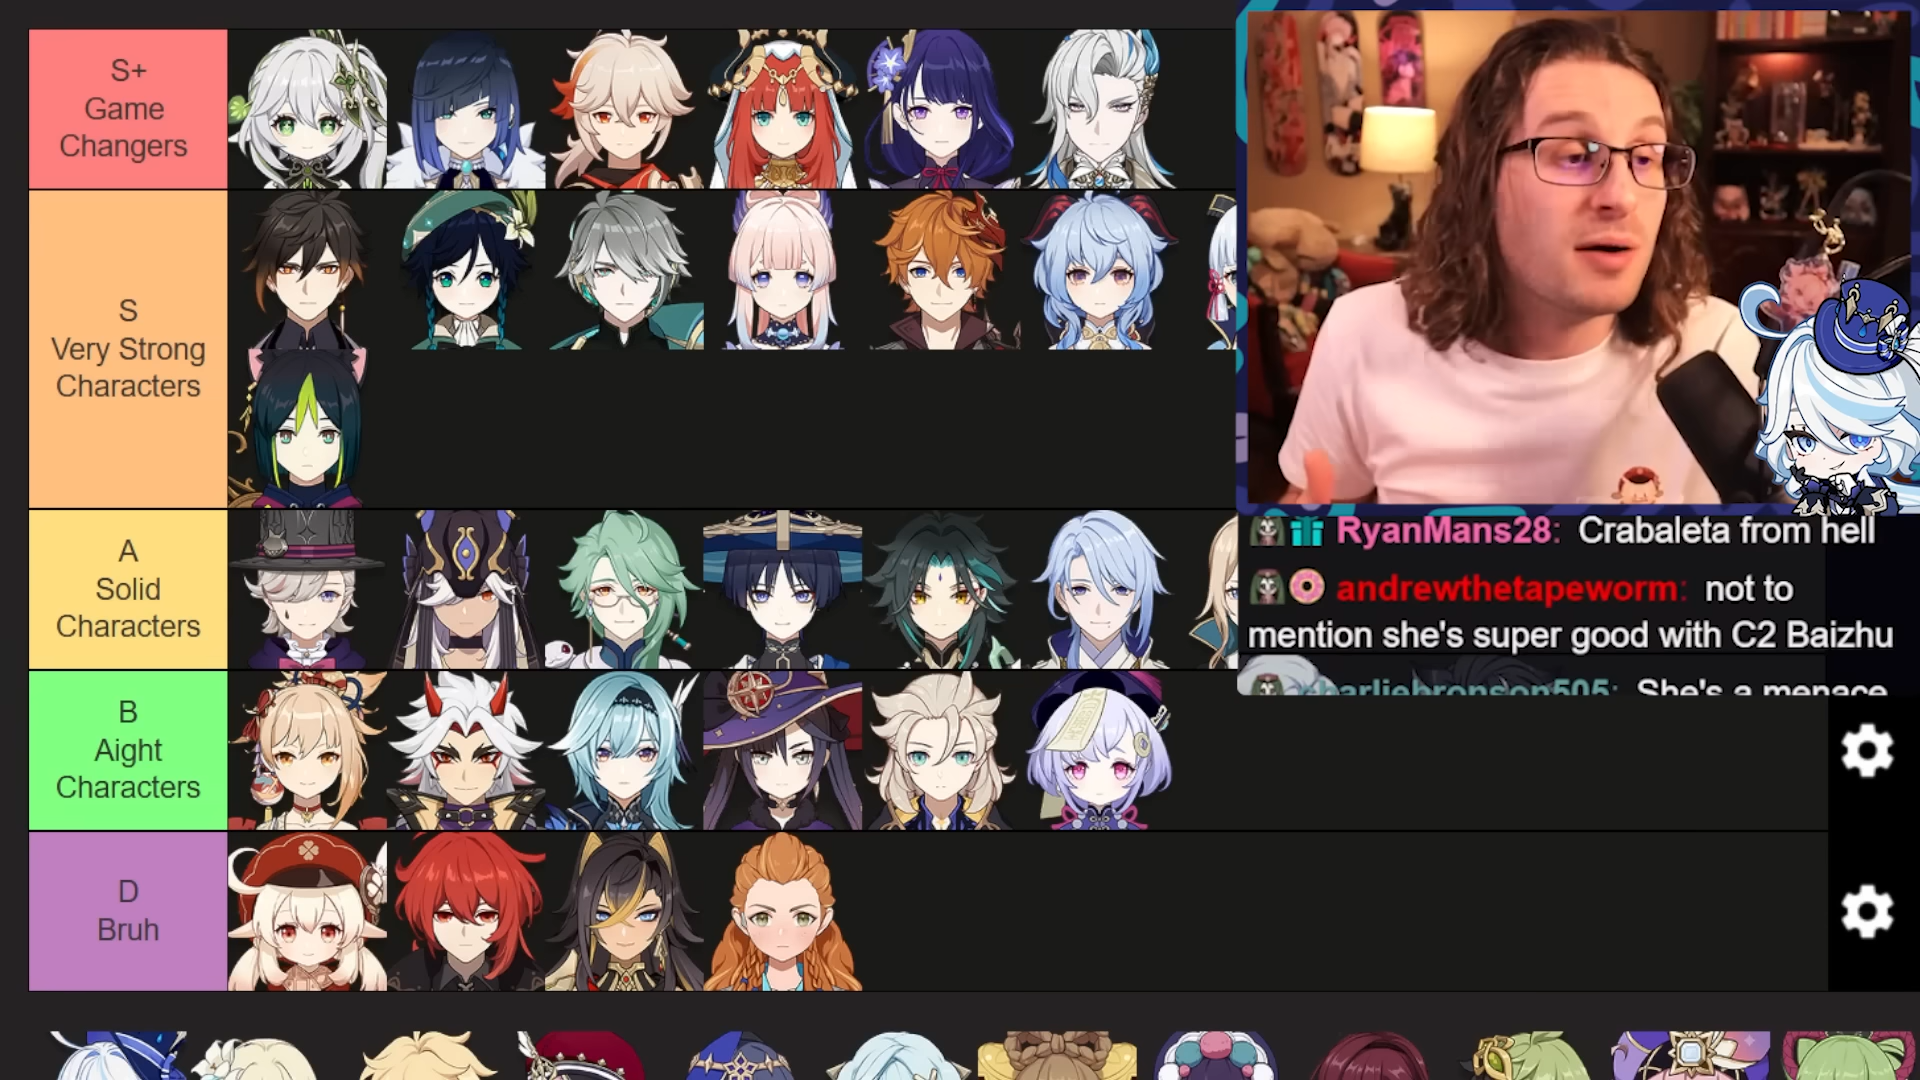 S+
Game
Changers
S
Very Strong
Characters
A
Solid
Characters
B
Aight
Characters
D
Bruh
RyanMans28: Crabaleta from hell
andrewthetapeworm: not to
mention she's super good with C2 Baizhu
charliebronson505: She's a menace